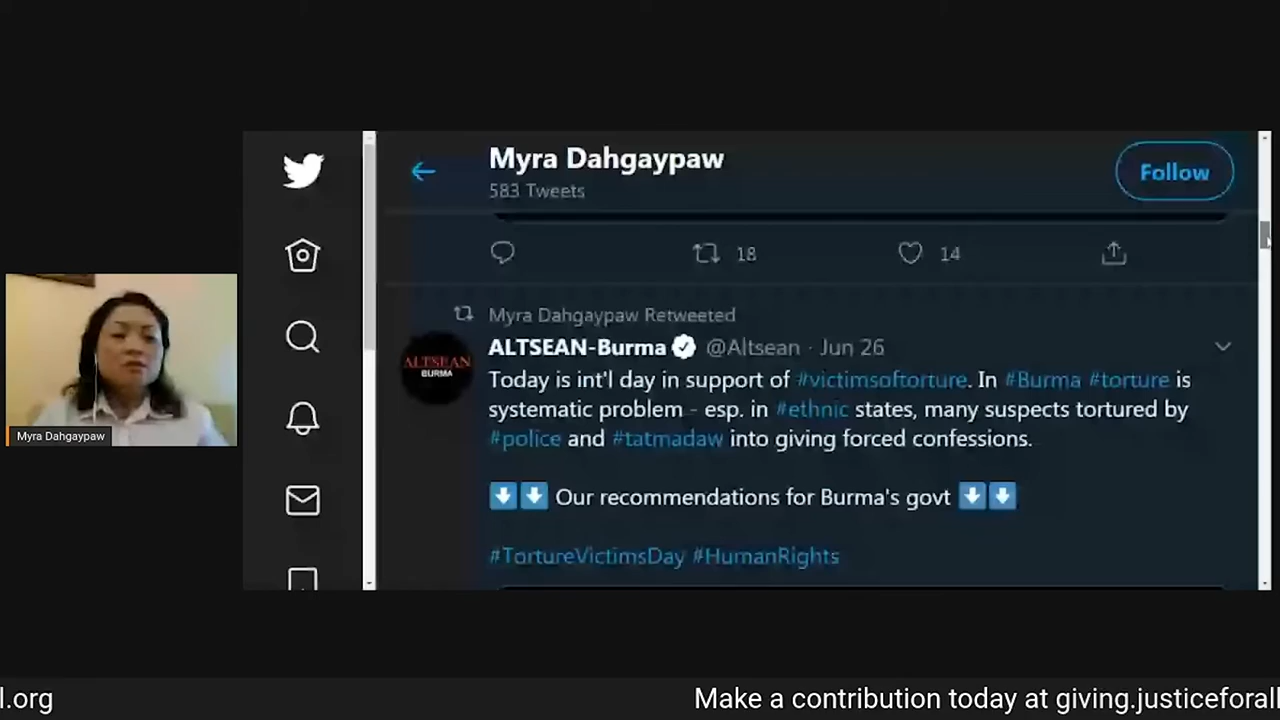 Myra Dahgaypaw
583 Tweets
Follow
18
14
Myra Dahgaypaw Retweeted
ALTSEAN
BURMA
ALTSEAN-Burma @Altsean · Jun 26
Today is int'l day in support of #victimsoftorture. In #Burma #torture is
systematic problem - esp. in #ethnic states, many suspects tortured by
#police and #tatmadaw into giving forced confessions.
⬇️⬇️ Our recommendations for Burma's govt ⬇️⬇️
#TortureVictimsDay #HumanRights
Myra Dahgaypaw
l.org
Make a contribution today at giving.justiceforall